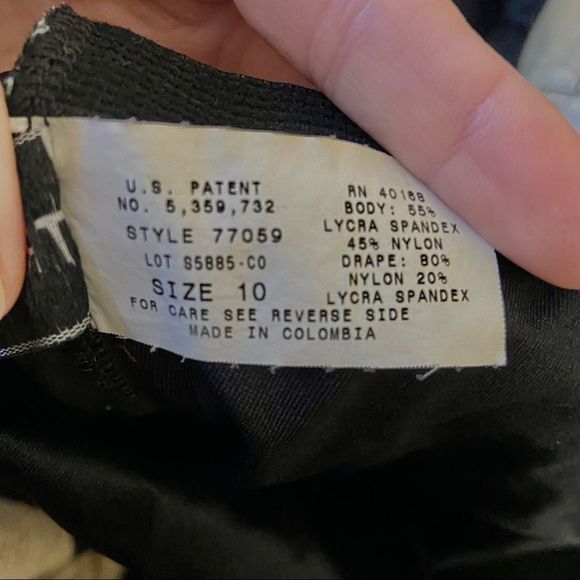 U.S. PATENT
NO. 5,359,732
STYLE 77059
LOT S5885-CO
SIZE 10
RN 40168
BODY: 55%
LYCRA SPANDEX
45% NYLON
DRAPE: 80%
NYLON 20%
LYCRA SPANDEX
FOR CARE SEE REVERSE SIDE
MADE IN COLOMBIA